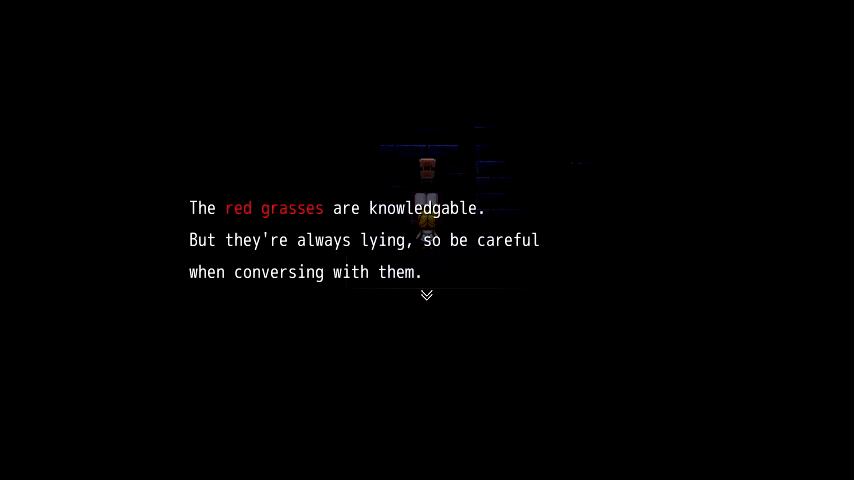 The red grasses are knowledgable.
But they're always lying, so be careful
when conversing with them.